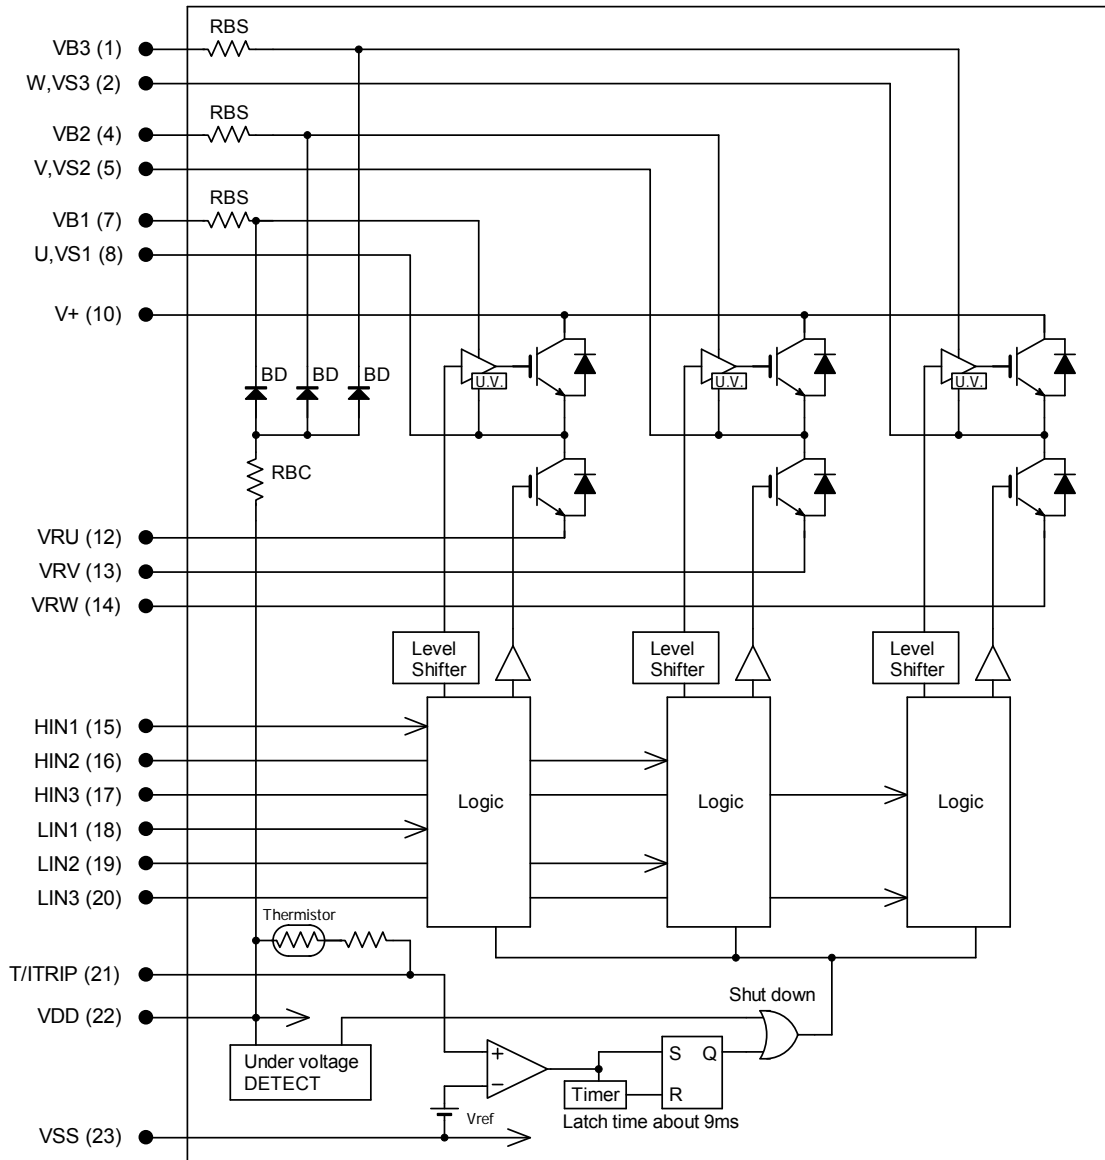 RBS
VB3 (1)
W,VS3 (2)
RBS
VB2 (4)
V,VS2 (5)
RBS
VB1 (7)
U,VS1 (8)
V+ (10)
U.V. U.V. U.V.
BD BD BD
RBC
VRU (12)
VRV (13)
VRW (14)
Level Shifter
Level Shifter
Level Shifter
HIN1 (15)
HIN2 (16)
HIN3 (17)
Logic Logic Logic
LIN1 (18)
LIN2 (19)
LIN3 (20)
Thermistor
T/ITRIP (21)
Shut down
VDD (22)
Under voltage
DETECT
+
−
S Q
R
Timer
Vref
Latch time about 9ms
VSS (23)